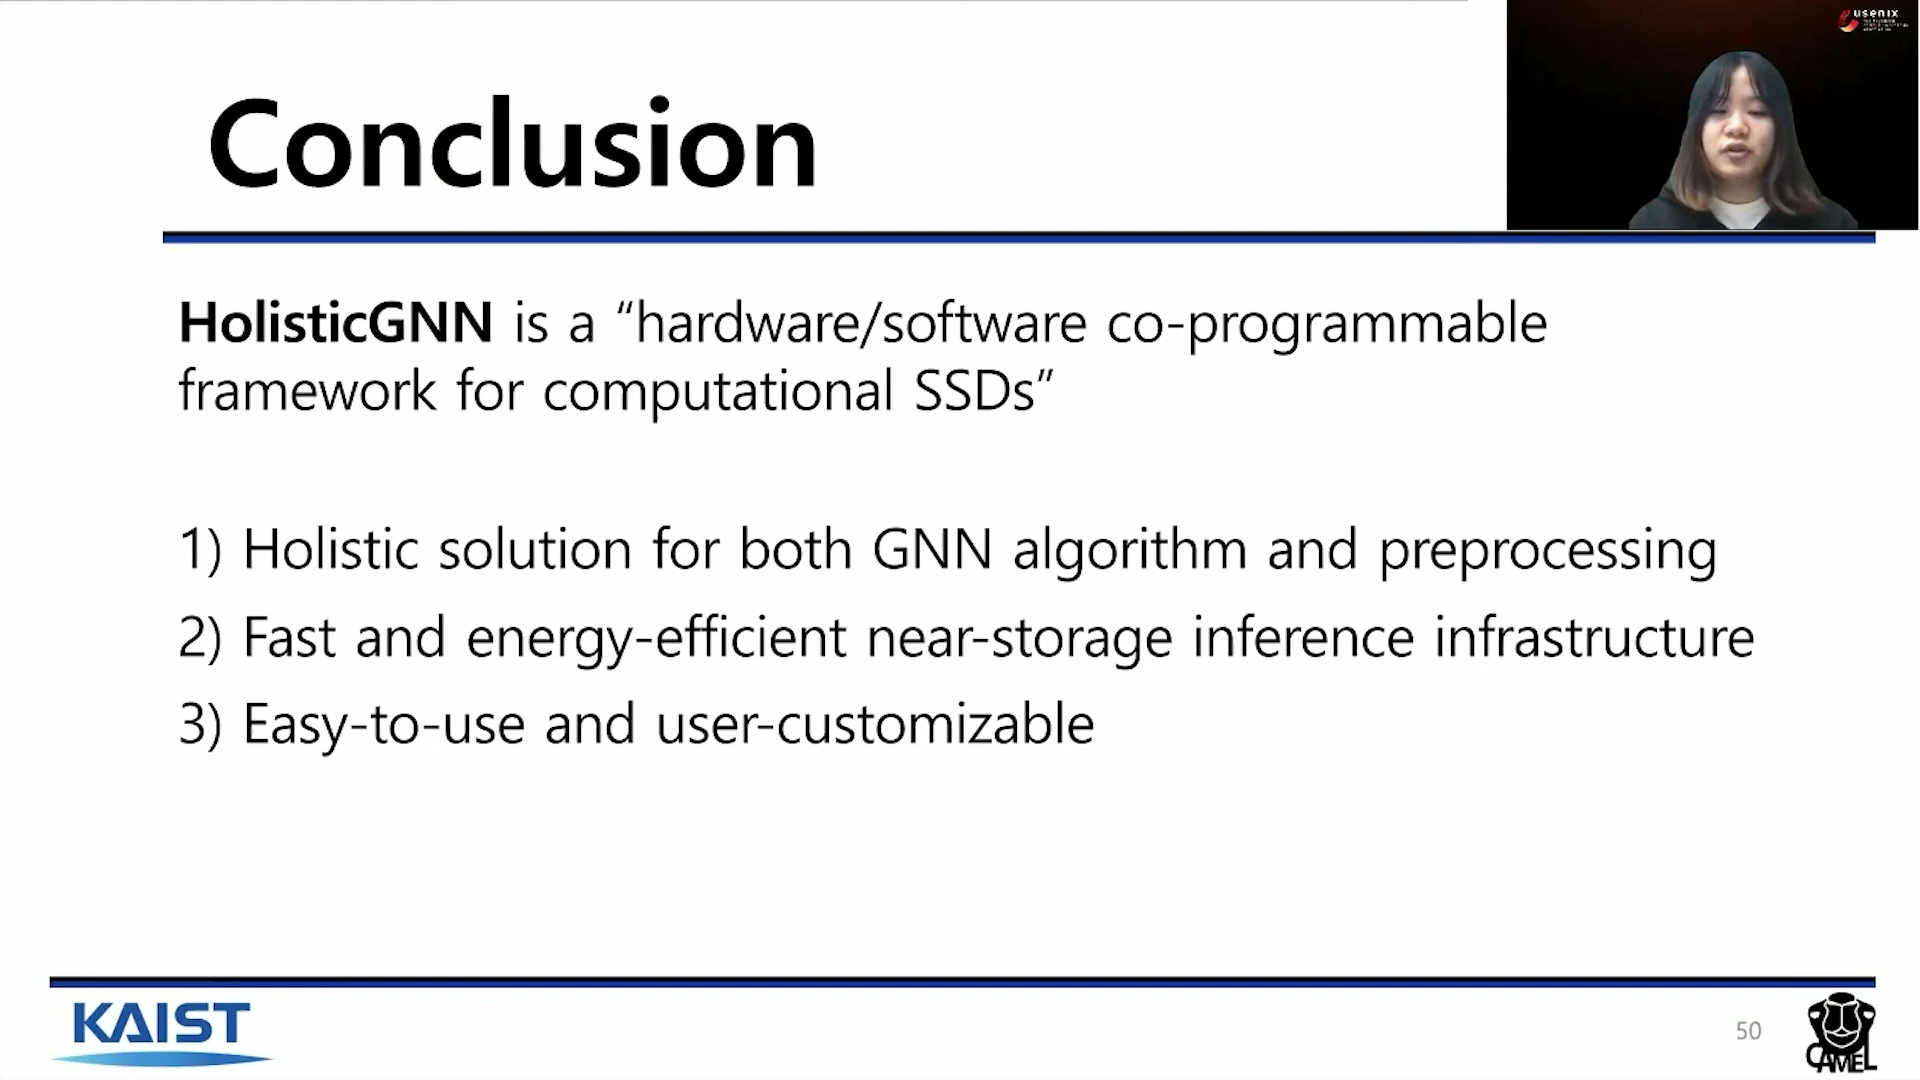 usenix
Conclusion
HolisticGNN is a “hardware/software co-programmable
framework for computational SSDs”
1) Holistic solution for both GNN algorithm and preprocessing
2) Fast and energy-efficient near-storage inference infrastructure
3) Easy-to-use and user-customizable
KAIST
50
CAMEL